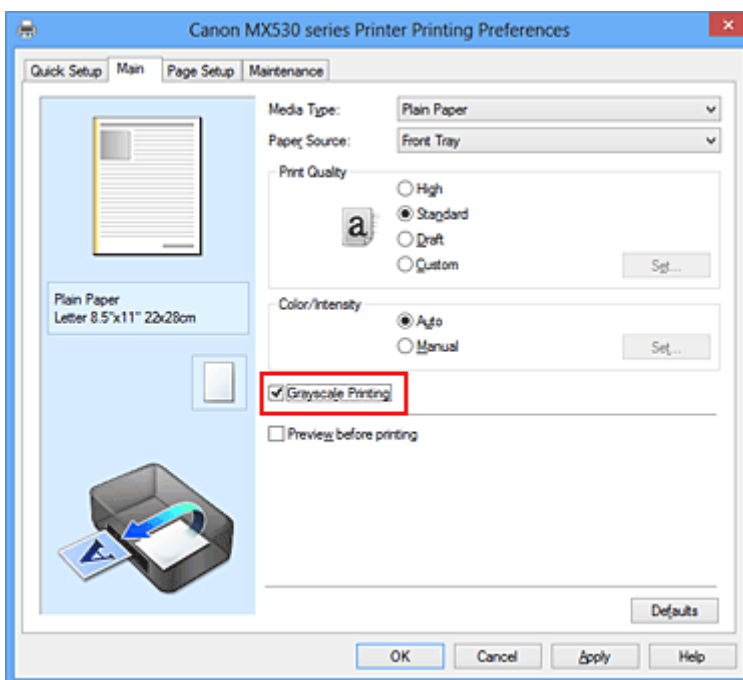 Canon MX530 series Printer Printing Preferences
Quick Setup Main Page Setup Maintenance
Media Type: Plain Paper
Paper Source: Front Tray
Print Quality
High
a Standard
Draft
Custom Set...
Plain Paper
Letter 8.5"x11" 22x28cm
Color/Intensity
Auto
Manual Set...
Grayscale Printing
Preview before printing
A
Defaults
OK Cancel Apply Help